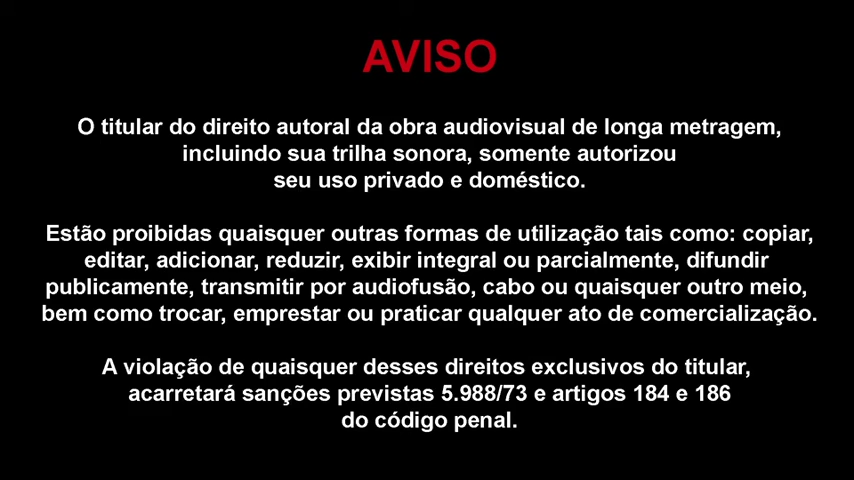 AVISO
O titular do direito autoral da obra audiovisual de longa metragem,
incluindo sua trilha sonora, somente autorizou
seu uso privado e doméstico.
Estão proibidas quaisquer outras formas de utilização tais como: copiar,
editar, adicionar, reduzir, exibir integral ou parcialmente, difundir
publicamente, transmitir por audiofusão, cabo ou quaisquer outro meio,
bem como trocar, emprestar ou praticar qualquer ato de comercialização.
A violação de quaisquer desses direitos exclusivos do titular,
acarretará sanções previstas 5.988/73 e artigos 184 e 186
do código penal.